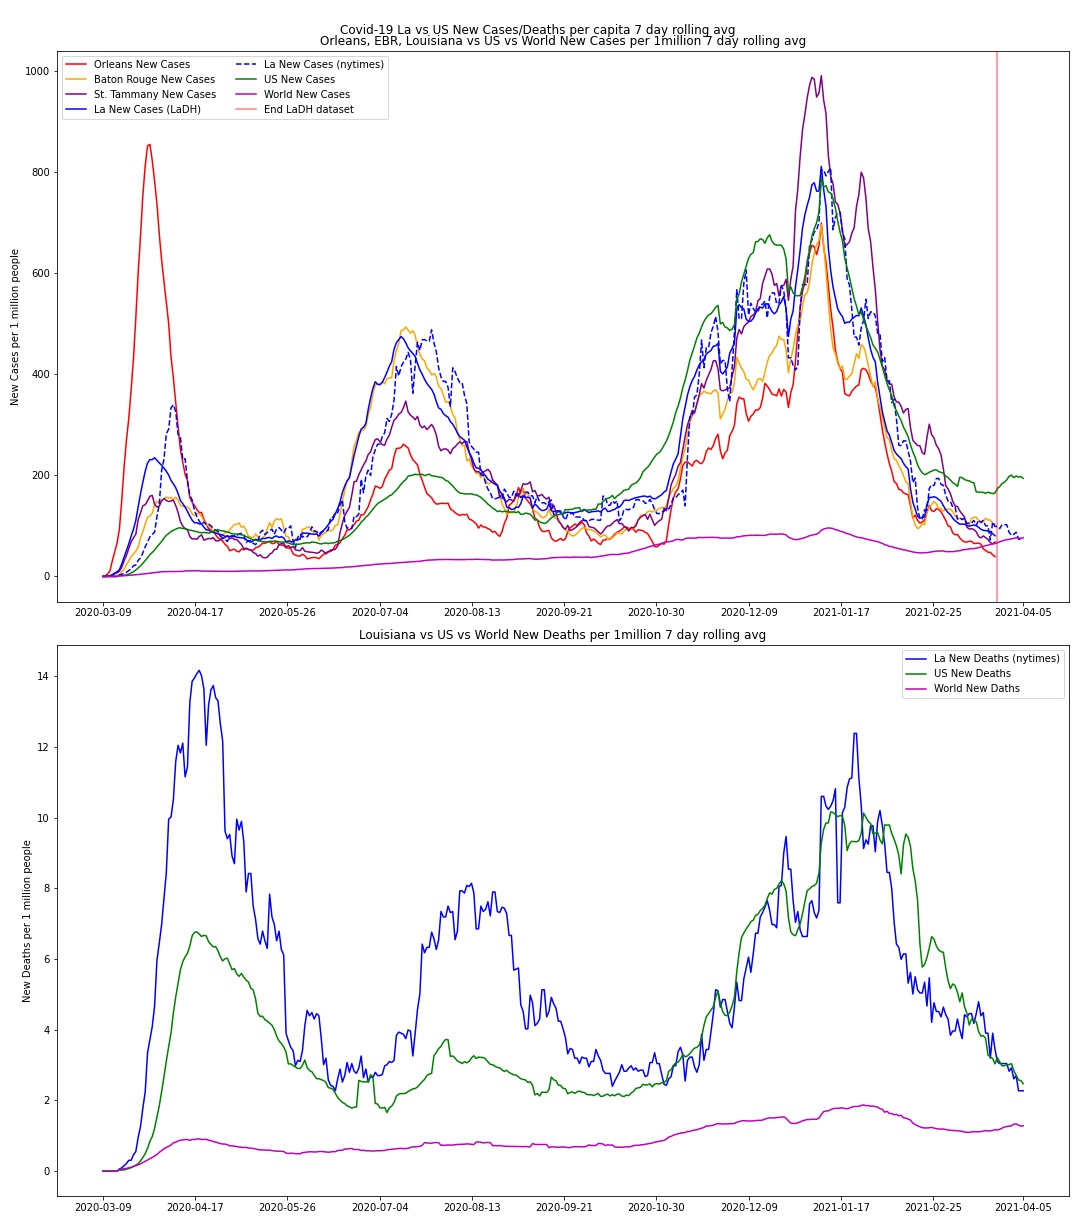 Covid-19 La vs US New Cases/Deaths per capita 7 day rolling avg
Orleans, EBR, Louisiana vs US vs World New Cases per 1million 7 day rolling avg
Orleans New Cases
Baton Rouge New Cases
St. Tammany New Cases
La New Cases (LaDH)
La New Cases (nytimes)
US New Cases
World New Cases
End LaDH dataset
New Cases per 1 million people
1000
800
600
400
200
0
2020-03-09 2020-04-17 2020-05-26 2020-07-04 2020-08-13 2020-09-21 2020-10-30 2020-12-09 2021-01-17 2021-02-25 2021-04-05
Louisiana vs US vs World New Deaths per 1million 7 day rolling avg
La New Deaths (nytimes)
US New Deaths
World New Daths
New Deaths per 1 million people
14
12
10
8
6
4
2
0
2020-03-09 2020-04-17 2020-05-26 2020-07-04 2020-08-13 2020-09-21 2020-10-30 2020-12-09 2021-01-17 2021-02-25 2021-04-05